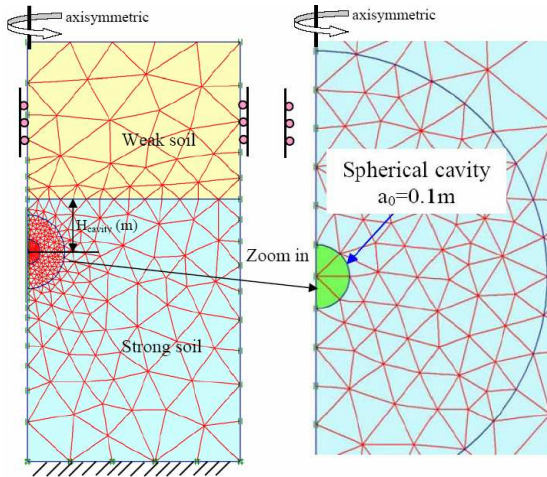 axisymmetric
axisymmetric
Weak soil
Spherical cavity
a₀=0.1m
H_cavity (m)
Zoom in
Strong soil